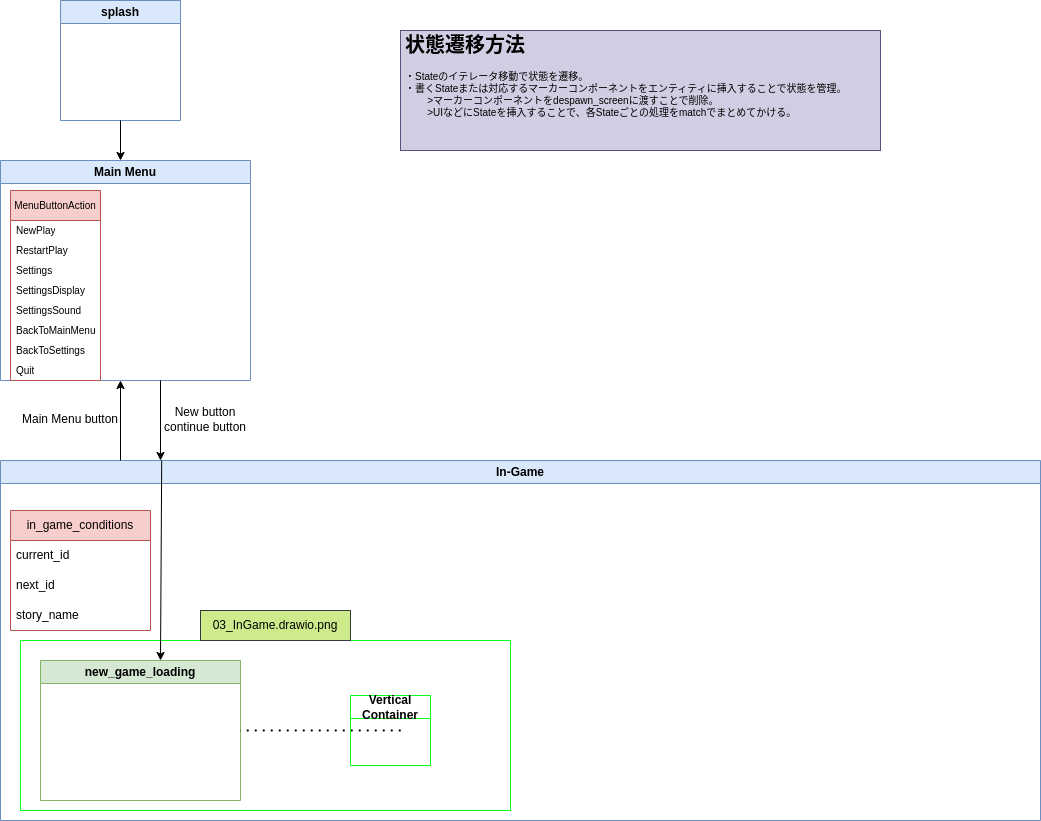 splash
状態遷移方法
・Stateのイテレータ移動で状態を遷移。
・書くStateまたは対応するマーカーコンポーネントをエンティティに挿入することで状態を管理。
>マーカーコンポーネントをdespawn_screenに渡すことで削除。
>UIなどにStateを挿入することで、各Stateごとの処理をmatchでまとめてかける。
Main Menu
MenuButtonAction
NewPlay
RestartPlay
Settings
SettingsDisplay
SettingsSound
BackToMainMenu
BackToSettings
Quit
Main Menu button
New button
continue button
In-Game
in_game_conditions
current_id
next_id
story_name
03_InGame.drawio.png
new_game_loading
Vertical
Container